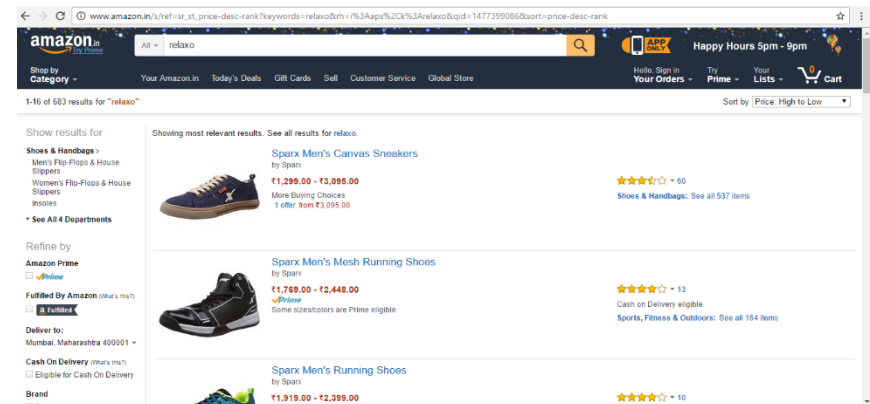 www.amazon.in/s/ref=sr_st_price-desc-rank?keywords=relaxo&rh=i%3Aaps%2Ck%3Arelaxo&qid=1477399086&sort=price-desc-rank
amazon.in
Try Prime
All
relaxo
APP ONLY
Happy Hours 5pm - 9pm
Shop by
Category
Your Amazon.in Today's Deals Gift Cards Sell Customer Service Global Store
Hello. Sign in
Your Orders
Try
Prime
Your
Lists
0
Cart
1-16 of 683 results for "relaxo"
Sort by Price: High to Low
Show results for
Shoes & Handbags
Men's Flip-Flops & House
Slippers
Women's Flip-Flops & House
Slippers
Insoles
See All 4 Departments
Refine by
Amazon Prime
Prime
Fulfilled By Amazon (What's this?)
a Fulfilled
Deliver to:
Mumbai, Maharashtra 400001
Cash On Delivery (What's this?)
Eligible for Cash On Delivery
Brand
Showing most relevant results. See all results for relaxo.
Sparx Men's Canvas Sneakers
by Sparx
₹1,299.00 - ₹3,095.00
More Buying Choices
1 offer from ₹3,095.00
60
Shoes & Handbags: See all 537 items
Sparx Men's Mesh Running Shoes
by Sparx
₹1,769.00 - ₹2,448.00
Prime
Some sizes/colors are Prime eligible
13
Cash on Delivery eligible.
Sports, Fitness & Outdoors: See all 164 items
Sparx Men's Running Shoes
by Sparx
₹1,919.00 - ₹2,399.00
10